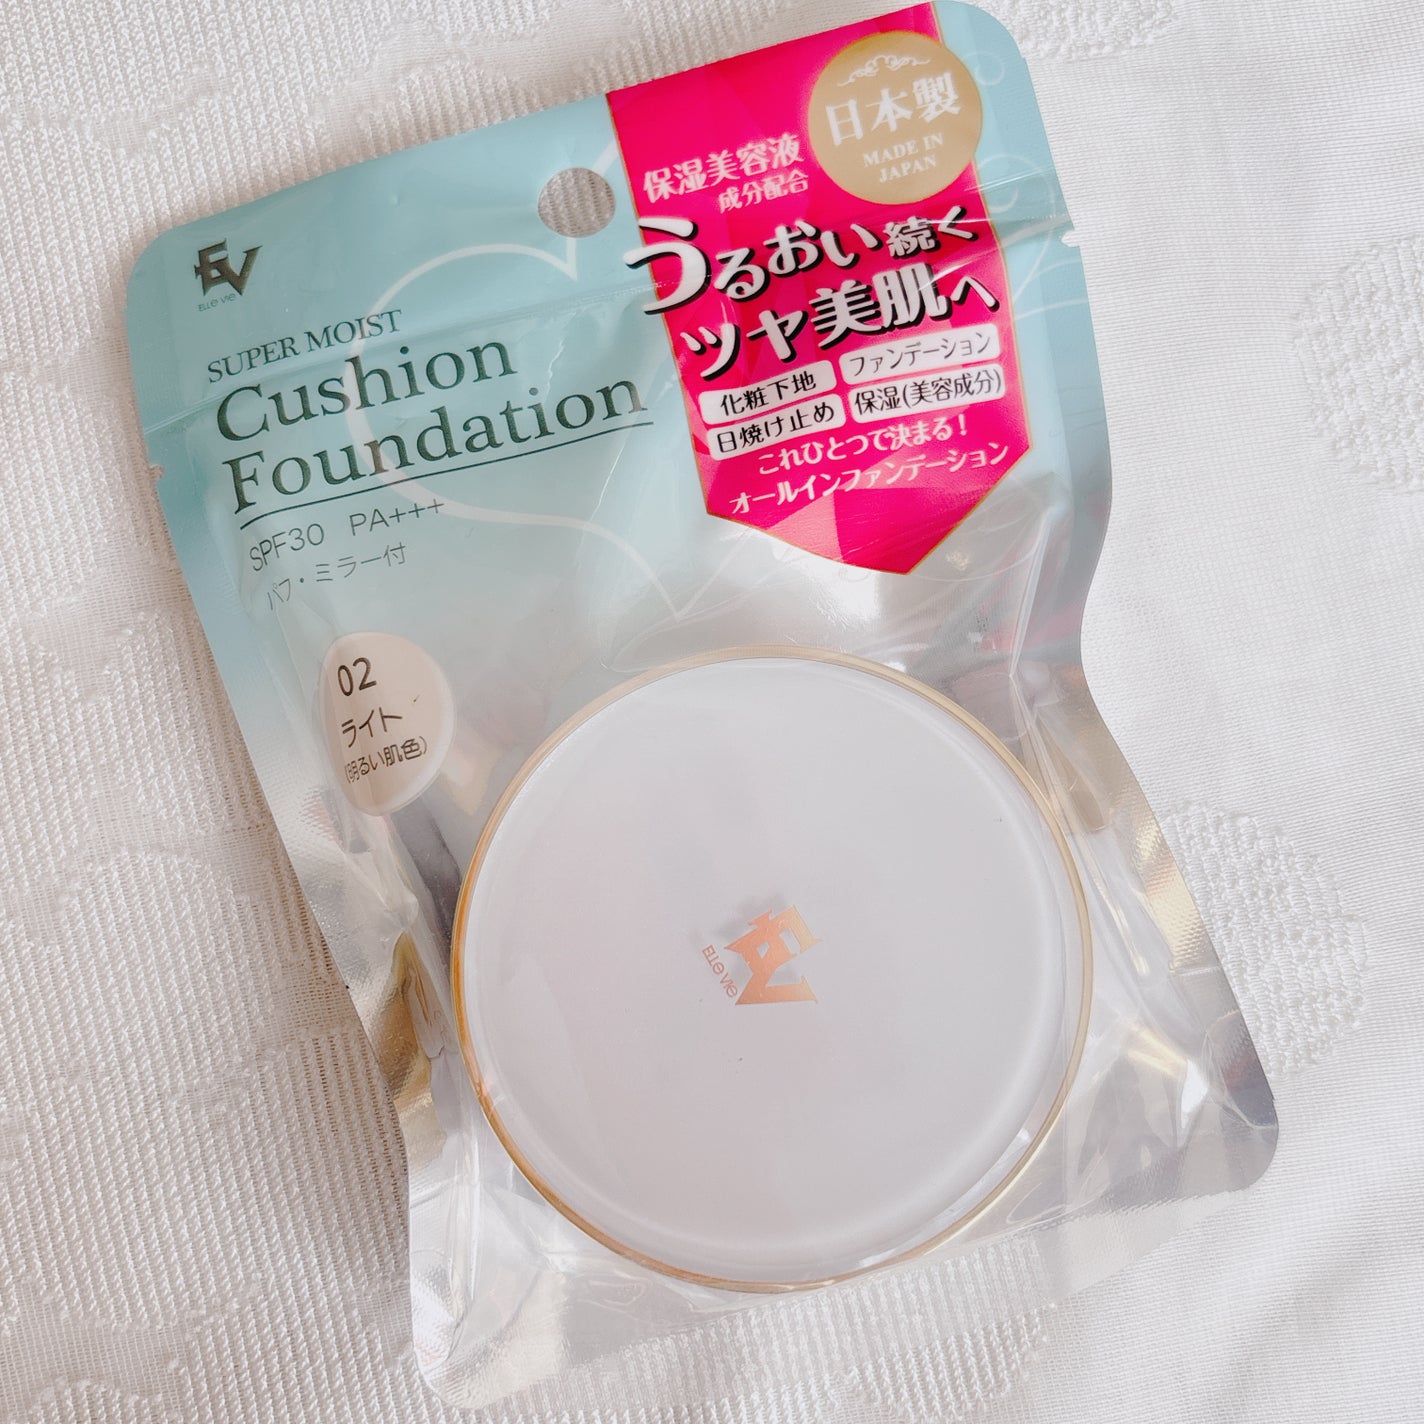 EV
ELLe Vie
SUPER MOIST
Cushion
Foundation
SPF30 PA+++
パフ・ミラー付
02
ライト
(明るい肌色)
日本製
MADE IN
JAPAN
保湿美容液
成分配合
うるおい続く
ツヤ美肌へ
化粧下地
ファンデーション
日焼け止め
保湿(美容成分)
これひとつで決まる!
オールインファンデーション
EV
ELLe Vie